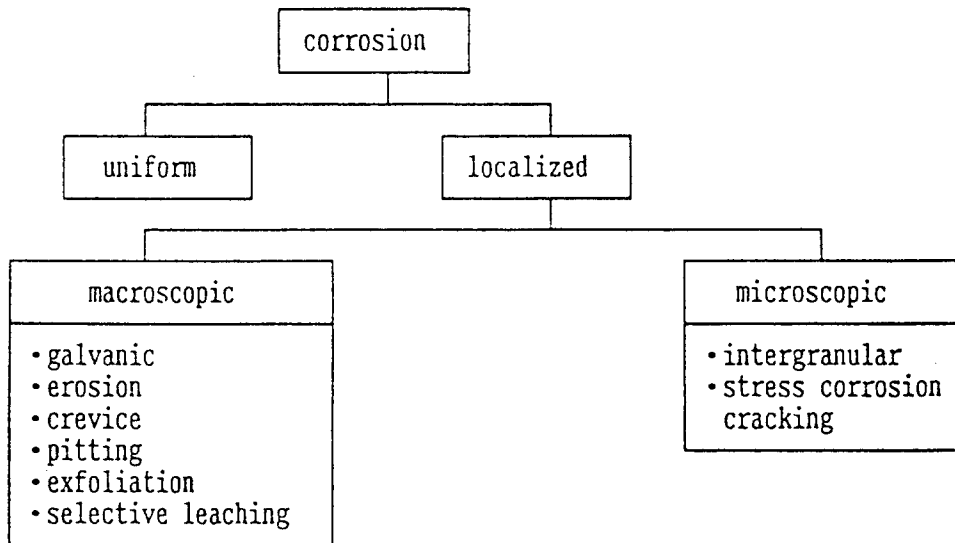 corrosion
uniform
localized
macroscopic
microscopic
• galvanic
• erosion
• crevice
• pitting
• exfoliation
• selective leaching
• intergranular
• stress corrosion
cracking